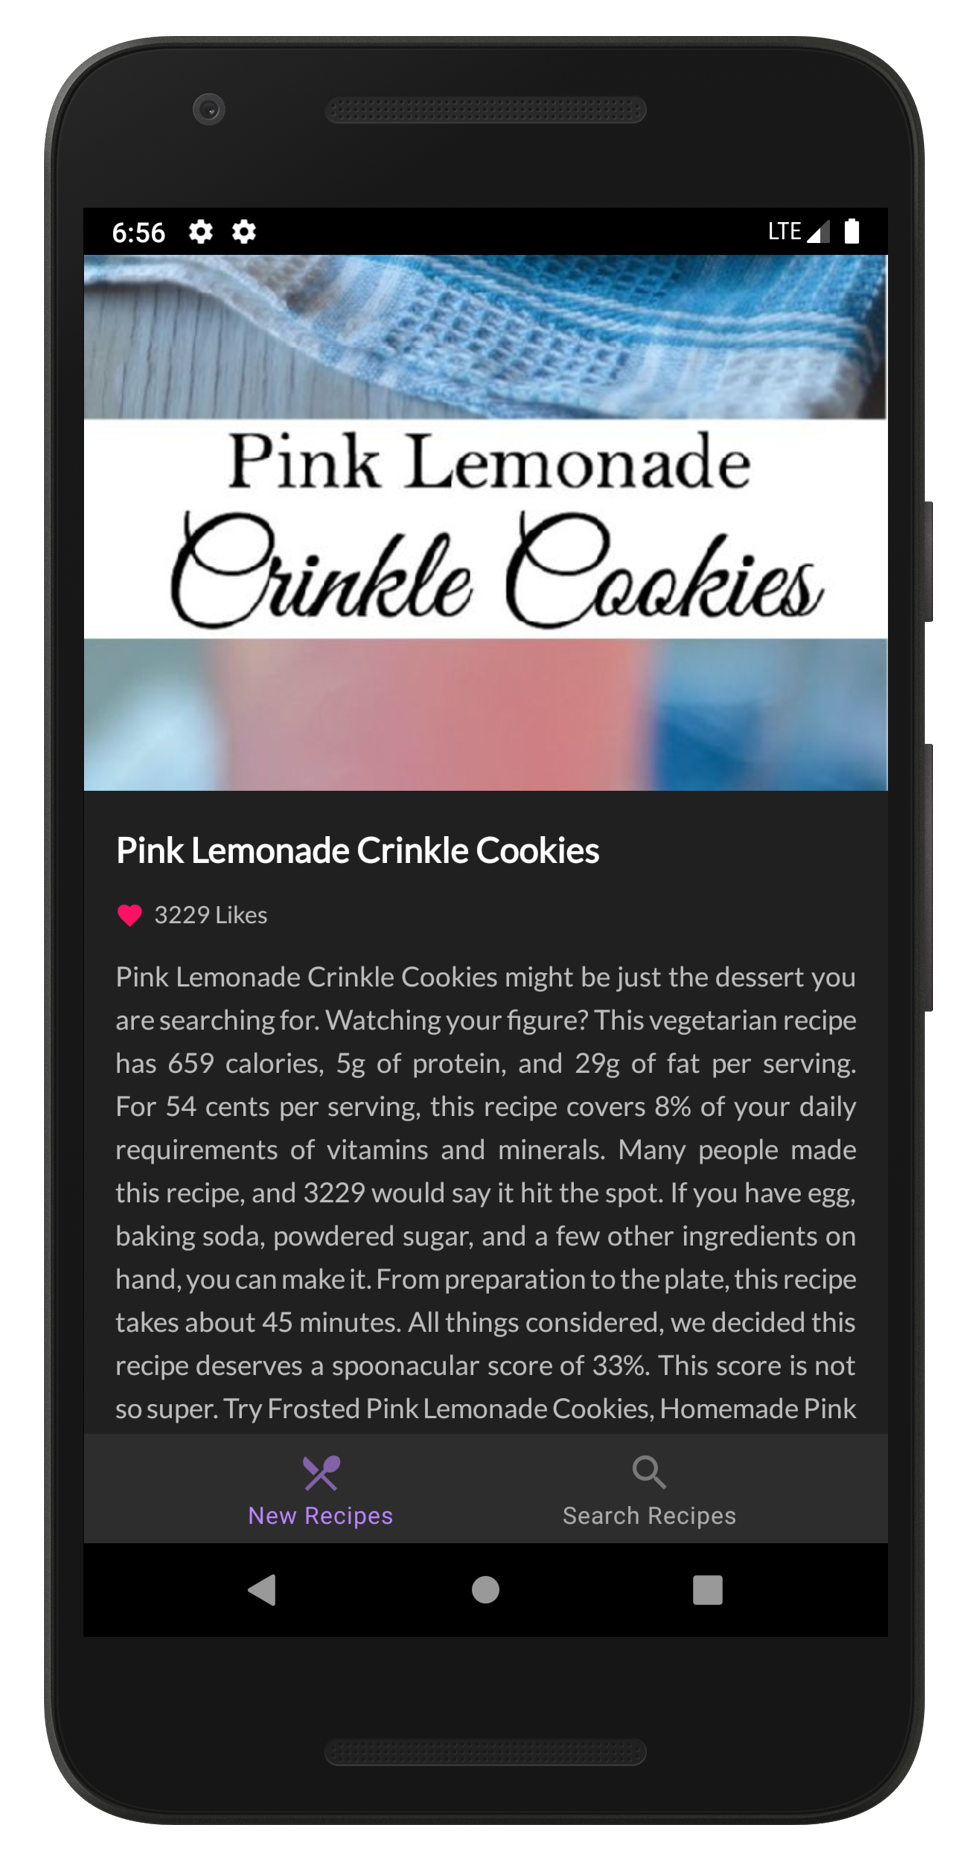 6:56 LTE
Pink Lemonade
Crinkle Cookies
Pink Lemonade Crinkle Cookies
3229 Likes
Pink Lemonade Crinkle Cookies might be just the dessert you
are searching for. Watching your figure? This vegetarian recipe
has 659 calories, 5g of protein, and 29g of fat per serving.
For 54 cents per serving, this recipe covers 8% of your daily
requirements of vitamins and minerals. Many people made
this recipe, and 3229 would say it hit the spot. If you have egg,
baking soda, powdered sugar, and a few other ingredients on
hand, you can make it. From preparation to the plate, this recipe
takes about 45 minutes. All things considered, we decided this
recipe deserves a spoonacular score of 33%. This score is not
so super. Try Frosted Pink Lemonade Cookies, Homemade Pink
New Recipes Search Recipes